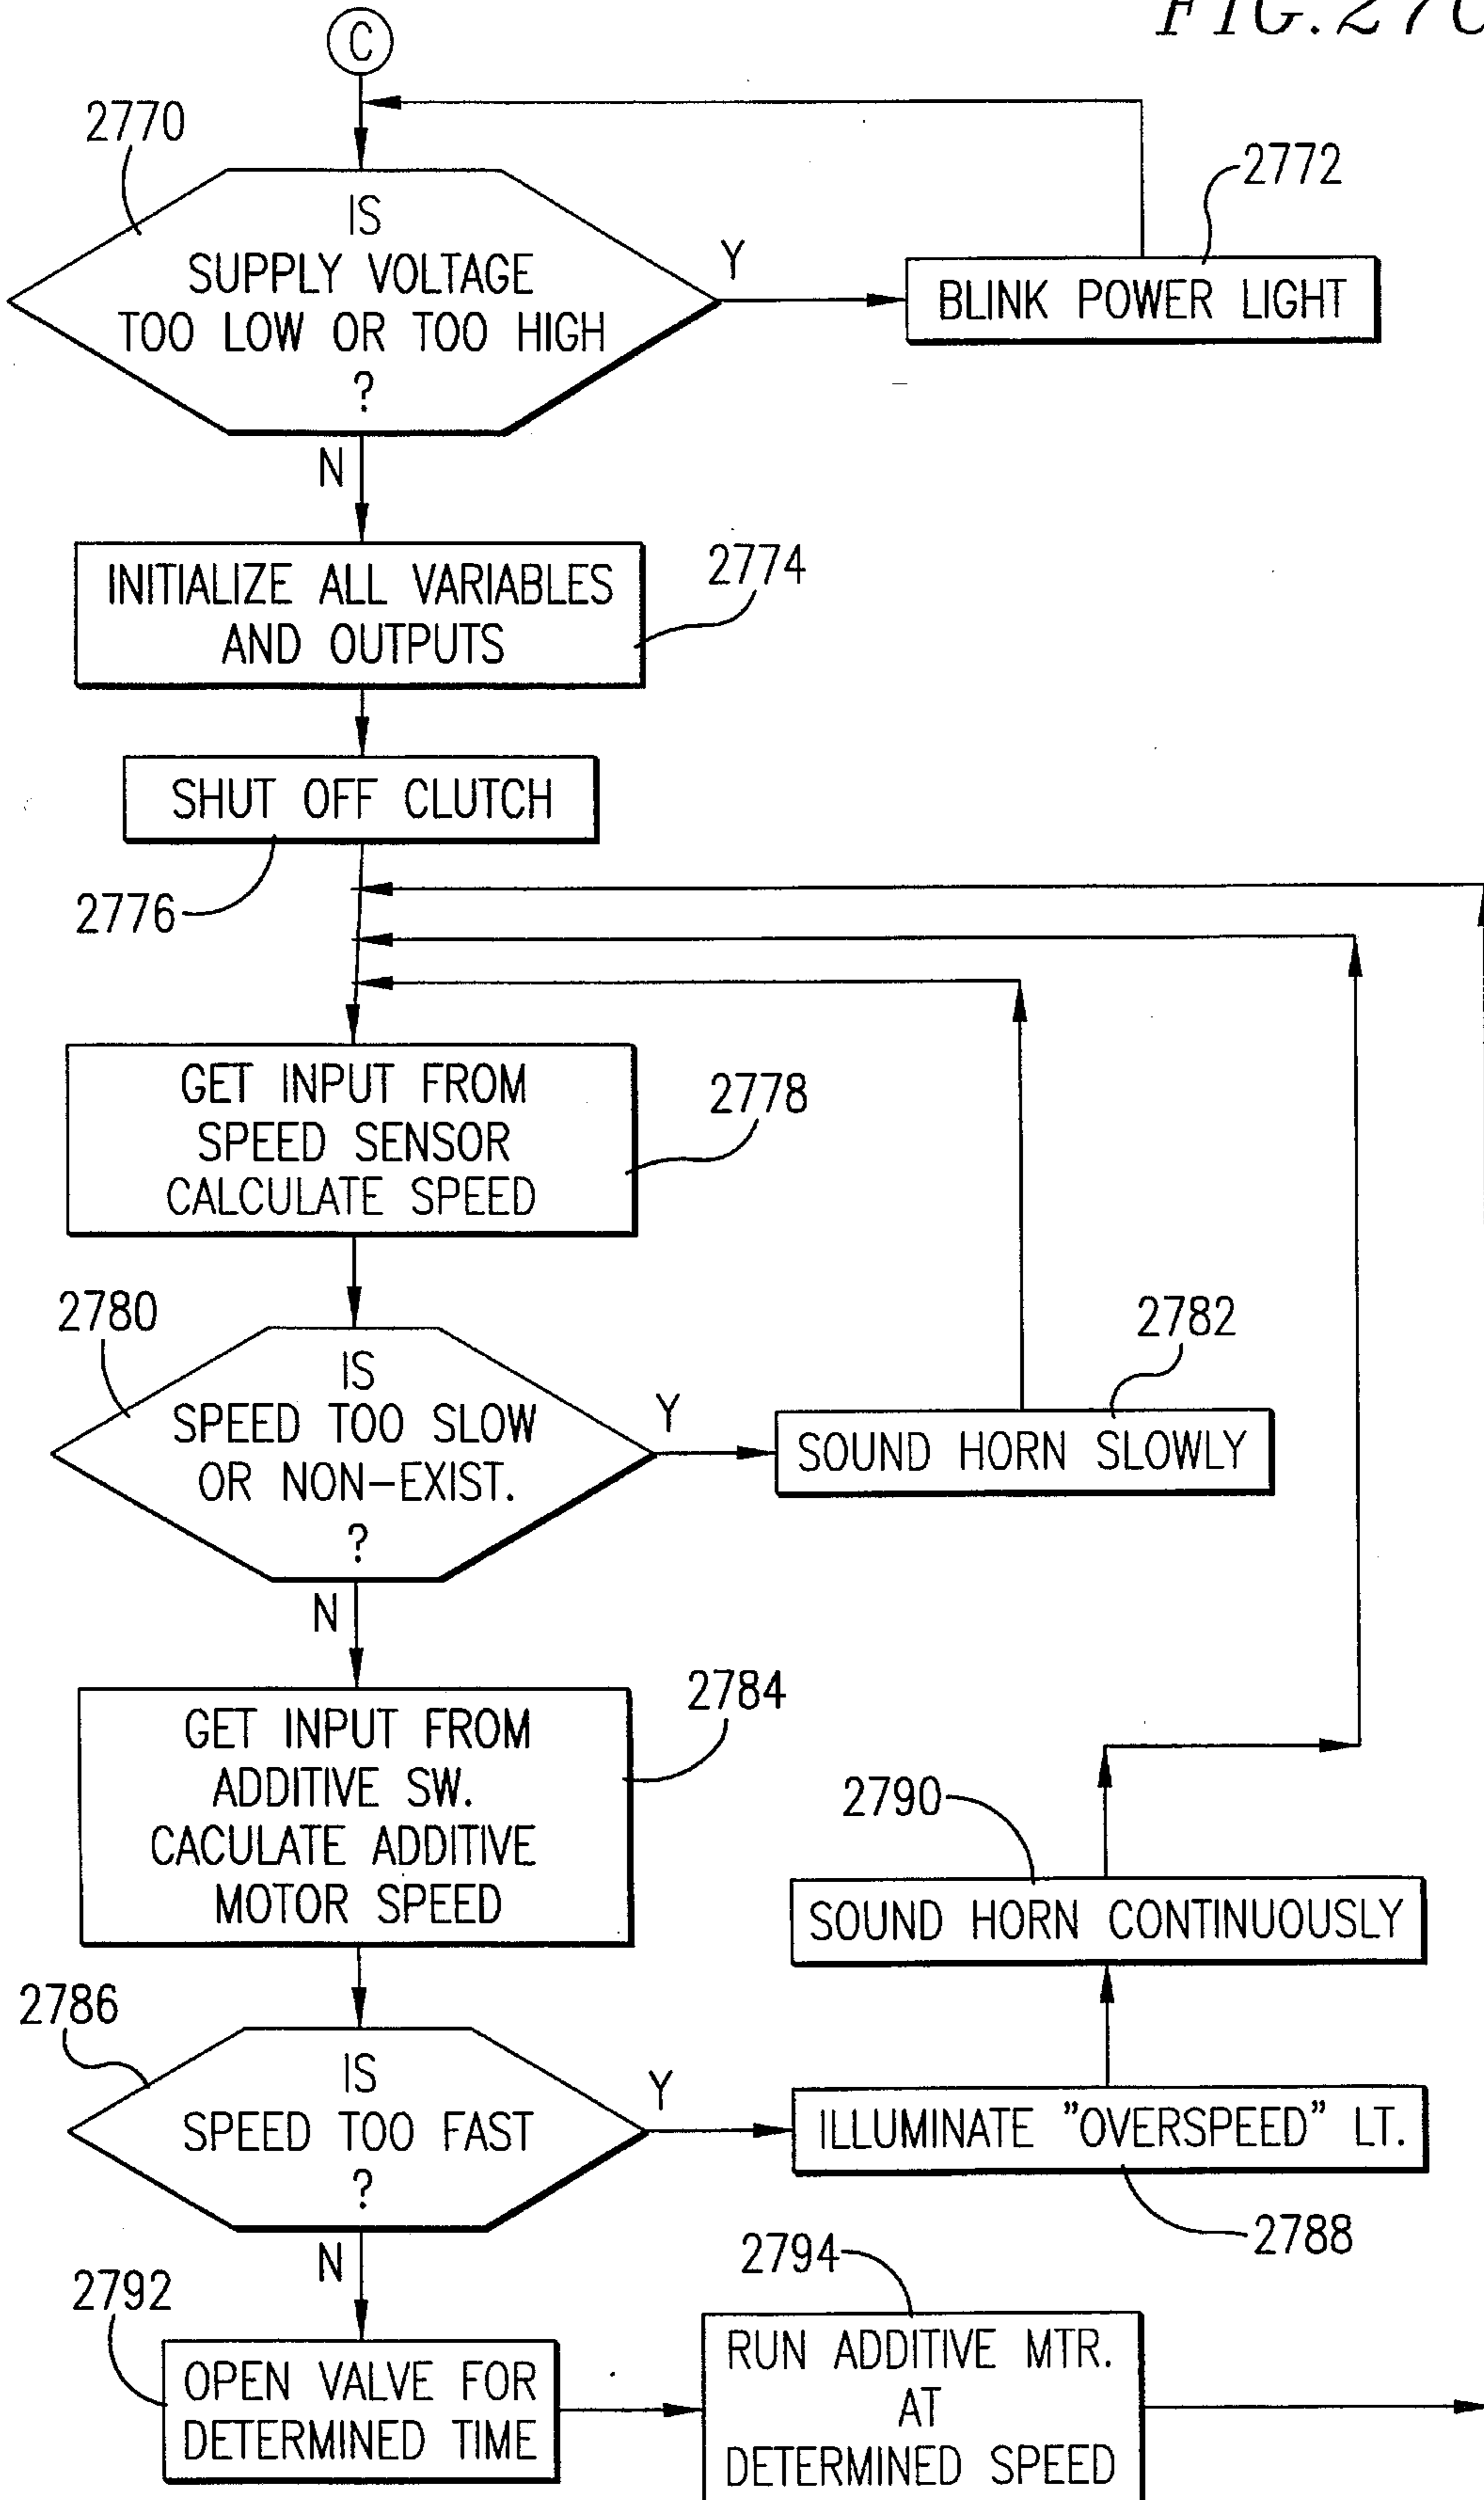 FIG. 27C
C
2770
IS
SUPPLY VOLTAGE
TOO LOW OR TOO HIGH
?
Y
2772
BLINK POWER LIGHT
N
INITIALIZE ALL VARIABLES
AND OUTPUTS
2774
SHUT OFF CLUTCH
2776
GET INPUT FROM
SPEED SENSOR
CALCULATE SPEED
2778
2780
IS
SPEED TOO SLOW
OR NON-EXIST.
?
Y
2782
SOUND HORN SLOWLY
N
GET INPUT FROM
ADDITIVE SW.
CACULATE ADDITIVE
MOTOR SPEED
2784
2790
SOUND HORN CONTINUOUSLY
2786
IS
SPEED TOO FAST
?
Y
ILLUMINATE "OVERSPEED" LT.
2788
N
2792
OPEN VALVE FOR
DETERMINED TIME
2794
RUN ADDITIVE MTR.
AT
DETERMINED SPEED